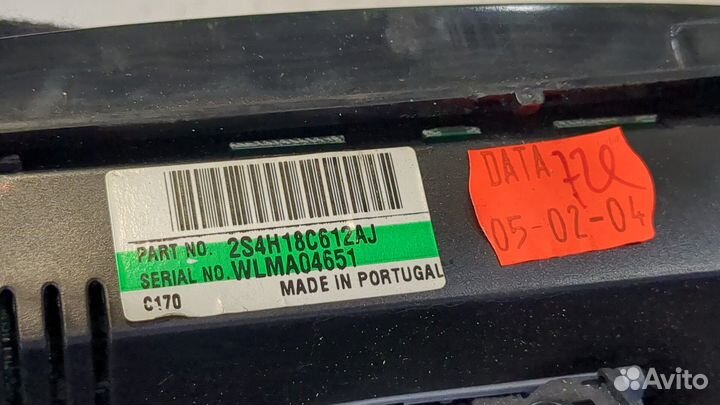 PART NO. 2S4H18C612AJ
SERIAL NO. WLMA04651
C170 MADE IN PORTUGAL
DATA
05-02-04
Avito